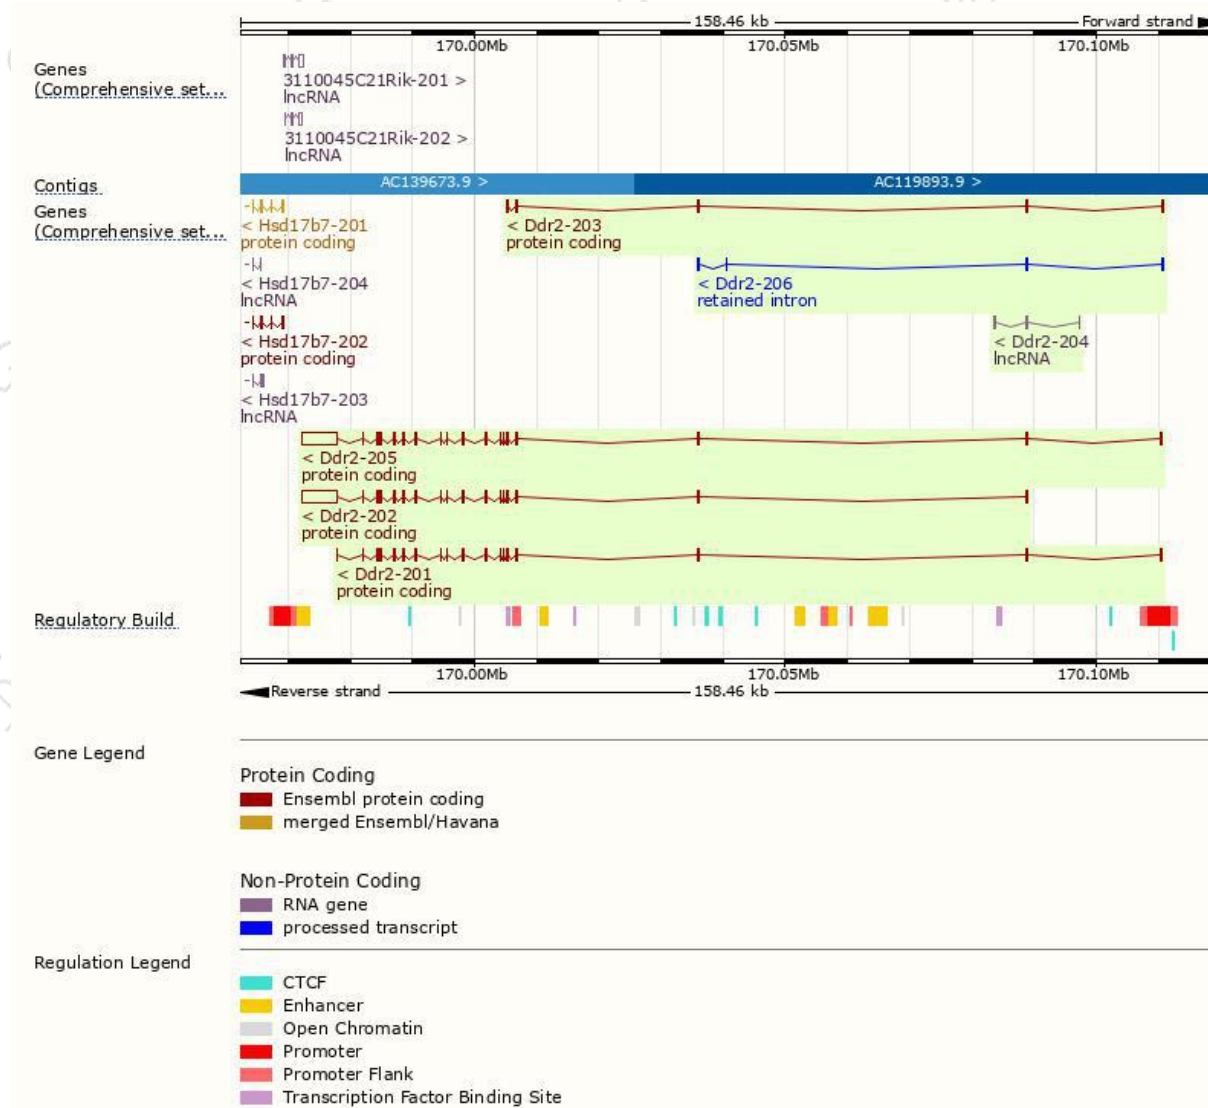 158.46 kb
Forward strand
170.00Mb 170.05Mb 170.10Mb
Genes
(Comprehensive set...
3110045C21Rik-201 >
lncRNA
3110045C21Rik-202 >
lncRNA
Contigs
AC139673.9 > AC119893.9 >
Genes
(Comprehensive set...
< Hsd17b7-201
protein coding
< Ddr2-203
protein coding
< Hsd17b7-204
lncRNA
< Ddr2-206
retained intron
< Hsd17b7-202
protein coding
< Ddr2-204
lncRNA
< Hsd17b7-203
lncRNA
< Ddr2-205
protein coding
< Ddr2-202
protein coding
< Ddr2-201
protein coding
Regulatory Build
170.00Mb 170.05Mb 170.10Mb
Reverse strand
158.46 kb
Gene Legend
Protein Coding
Ensembl protein coding
merged Ensembl/Havana
Non-Protein Coding
RNA gene
processed transcript
Regulation Legend
CTCF
Enhancer
Open Chromatin
Promoter
Promoter Flank
Transcription Factor Binding Site